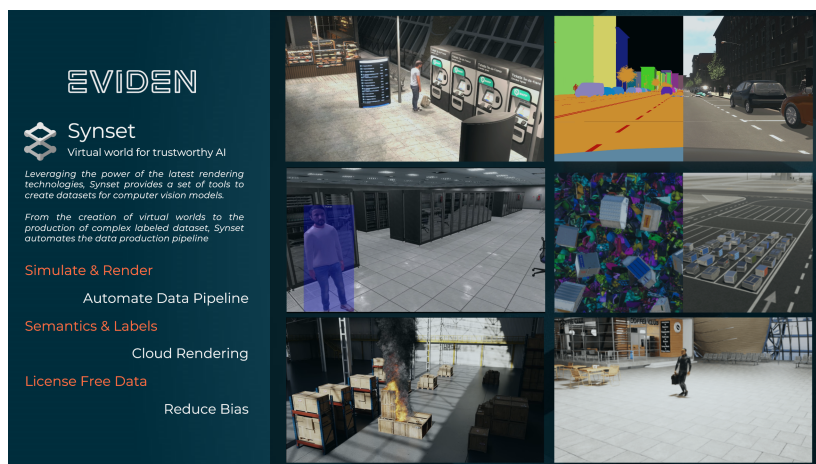 EVIDEN
Synset
Virtual world for trustworthy AI
Leveraging the power of the latest rendering
technologies, Synset provides a set of tools to
create datasets for computer vision models.
From the creation of virtual worlds to the
production of complex labeled dataset, Synset
automates the data production pipeline
Simulate & Render
Automate Data Pipeline
Semantics & Labels
Cloud Rendering
License Free Data
Reduce Bias